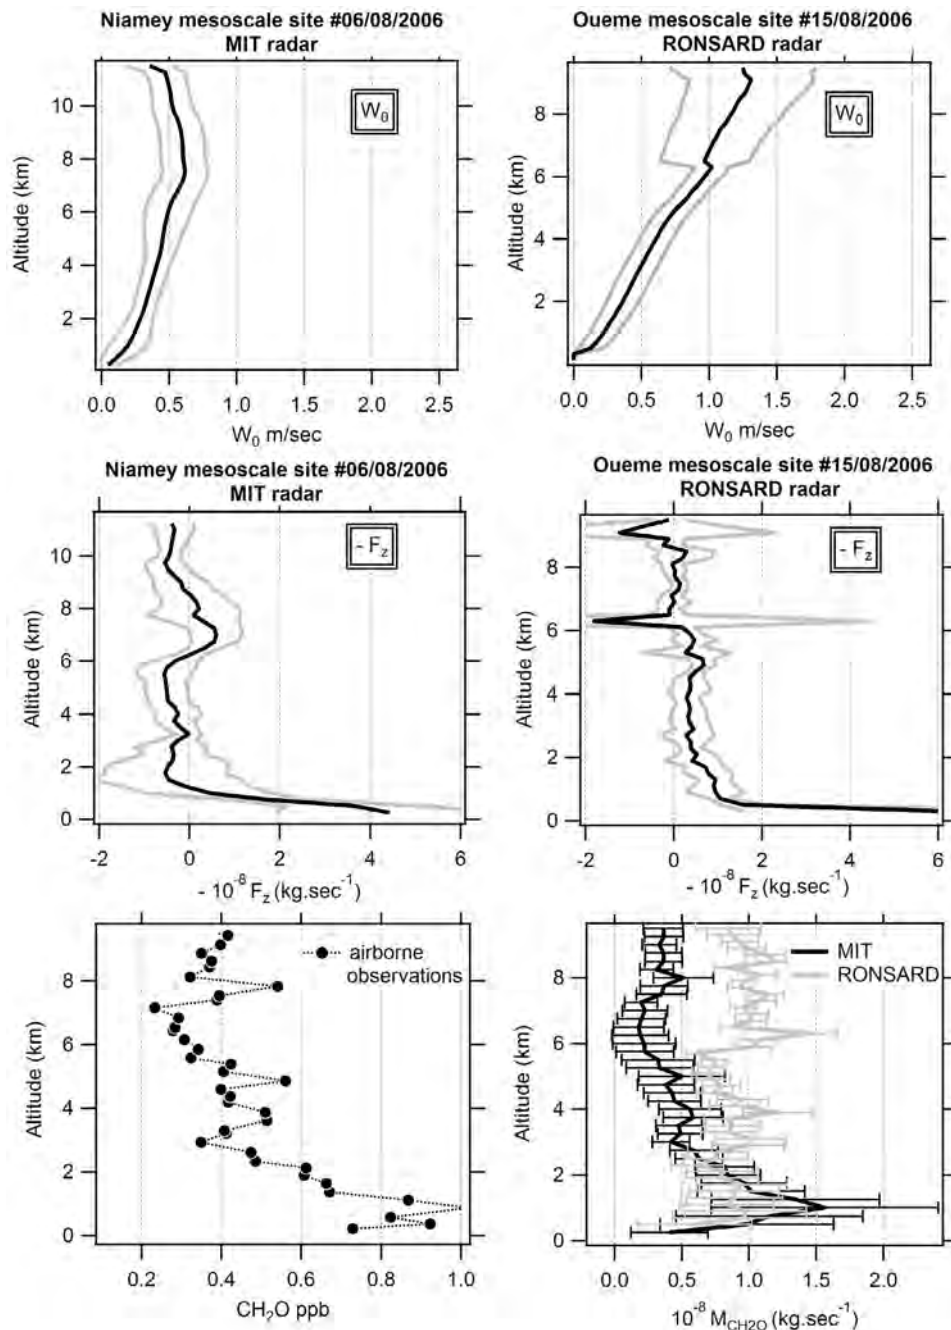 Niamey mesoscale site #06/08/2006
MIT radar
W₀
Altitude (km)
10
8
6
4
2
0.0 0.5 1.0 1.5 2.0 2.5
W₀ m/sec
Oueme mesoscale site #15/08/2006
RONSARD radar
W₀
Altitude (km)
8
6
4
2
0.0 0.5 1.0 1.5 2.0 2.5
W₀ m/sec
Niamey mesoscale site #06/08/2006
MIT radar
- F_z
Altitude (km)
10
8
6
4
2
0
-2 0 2 4 6
- 10⁻⁸ F_z (kg.sec⁻¹)
Oueme mesoscale site #15/08/2006
RONSARD radar
- F_z
Altitude (km)
8
6
4
2
0
-2 0 2 4 6
- 10⁻⁸ F_z (kg.sec⁻¹)
airborne
observations
Altiitude (km)
8
6
4
2
0
0.2 0.4 0.6 0.8 1.0
CH₂O ppb
MIT
RONSARD
Altitude (km)
8
6
4
2
0
0.0 0.5 1.0 1.5 2.0
10⁻⁸ M_CH2O (kg.sec⁻¹)